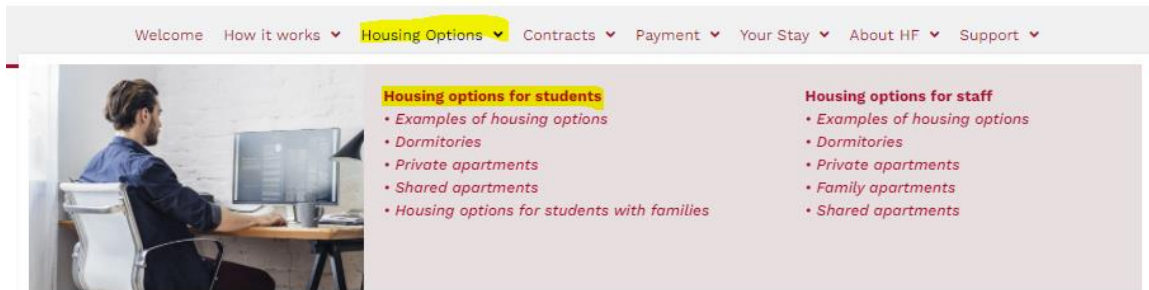 Welcome How it works Housing Options Contracts Payment Your Stay About HF Support
Housing options for students
• Examples of housing options
• Dormitories
• Private apartments
• Shared apartments
• Housing options for students with families
Housing options for staff
• Examples of housing options
• Dormitories
• Private apartments
• Family apartments
• Shared apartments